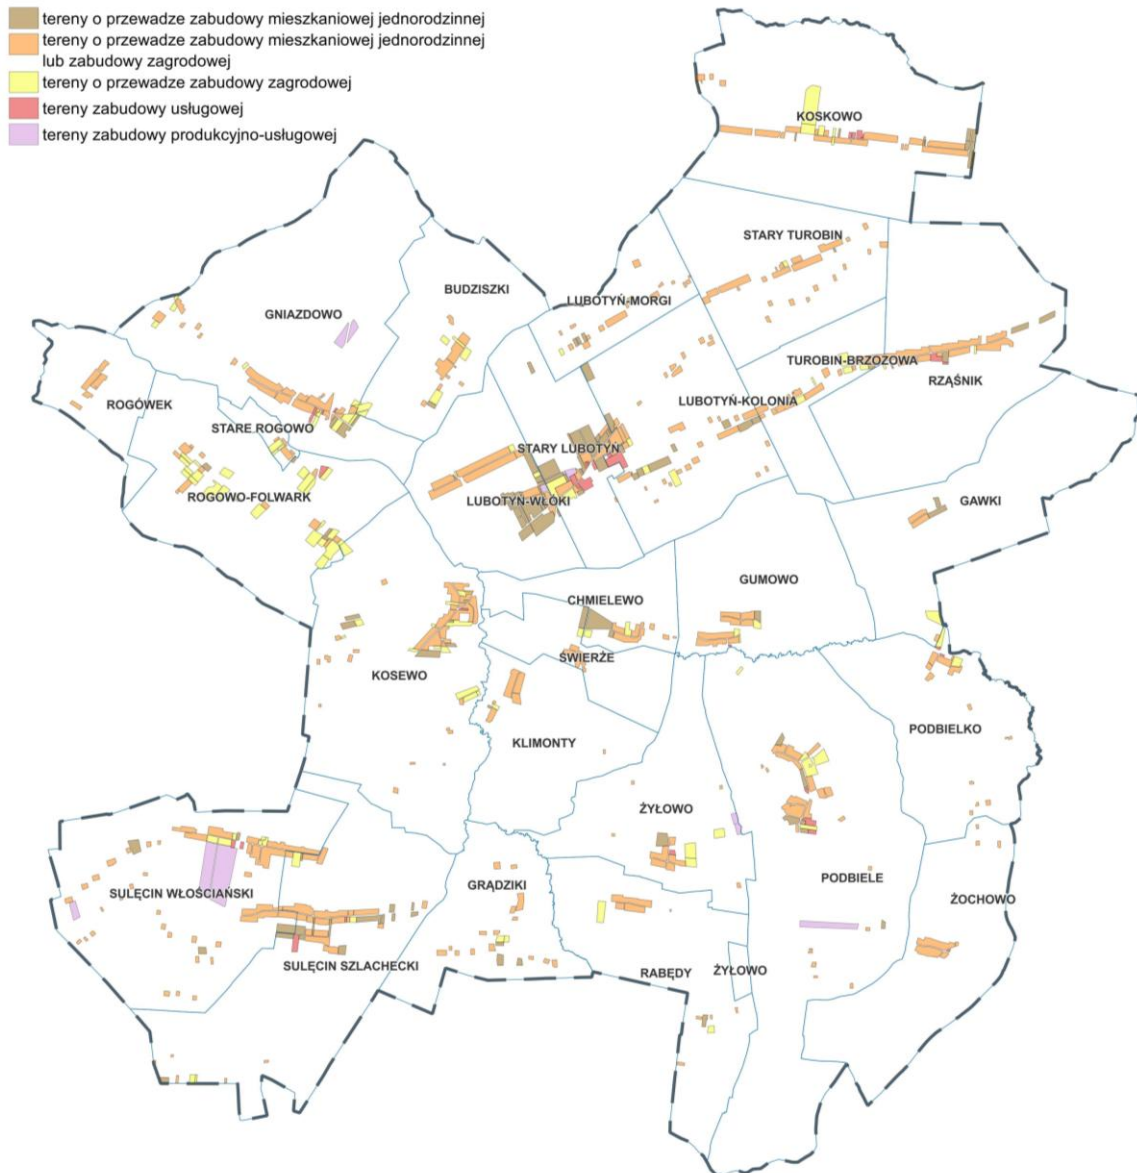 tereny o przewadze zabudowy mieszkaniowej jednorodzinnej
tereny o przewadze zabudowy mieszkaniowej jednorodzinnej
lub zabudowy zagrodowej
tereny o przewadze zabudowy zagrodowej
tereny zabudowy usługowej
tereny zabudowy produkcyjno-usługowej
KOSKOWO
STARY TUROBIN
BUDZISZKI
LUBOTYŃ-MORGI
GNIAZDOWO
TUROBIN-BRZOZOWA
RZĄŚNIK
ROGÓWEK
LUBOTYŃ-KOLONIA
STARE ROGOWO
STARY LUBOTYŃ
ROGOWO-FOLWARK
LUBOTYŃ-WŁÓKI
GAWKI
GUMOWO
CHMIELEWO
ŚWIERŻE
KOSEWO
PODBIELKO
KLIMONTY
ŻYŁOWO
PODBIELE
GRĄDZIKI
SULĘCIN WŁOŚCIAŃSKI
ŻOCHOWO
SULĘCIN SZLACHECKI
RABĘDY
ŻYŁOWO